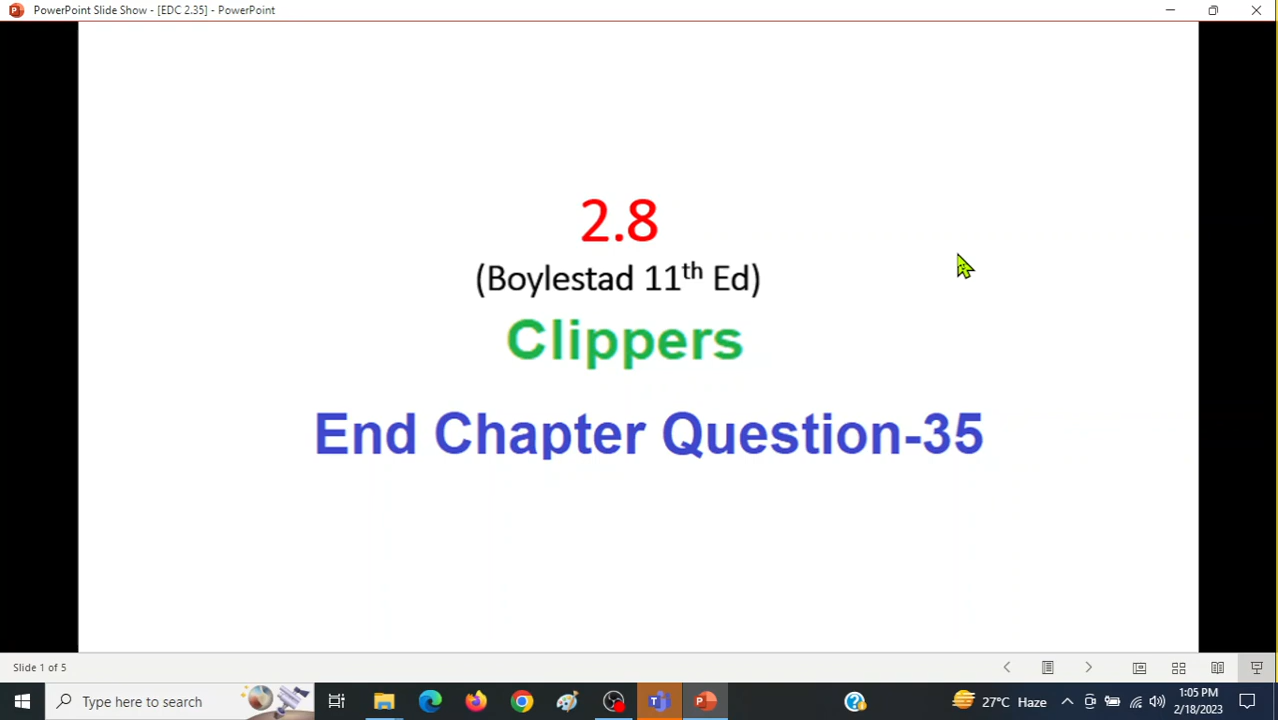 PowerPoint Slide Show - [EDC 2.35] - PowerPoint
2.8
(Boylestad 11th Ed)
Clippers
End Chapter Question-35
Slide 1 of 5
Type here to search
27°C Haze
1:05 PM
2/18/2023